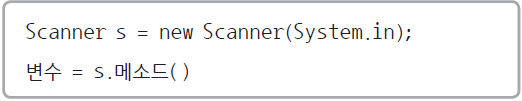 Scanner s = new Scanner(System.in);
변수 = s.메소드( )